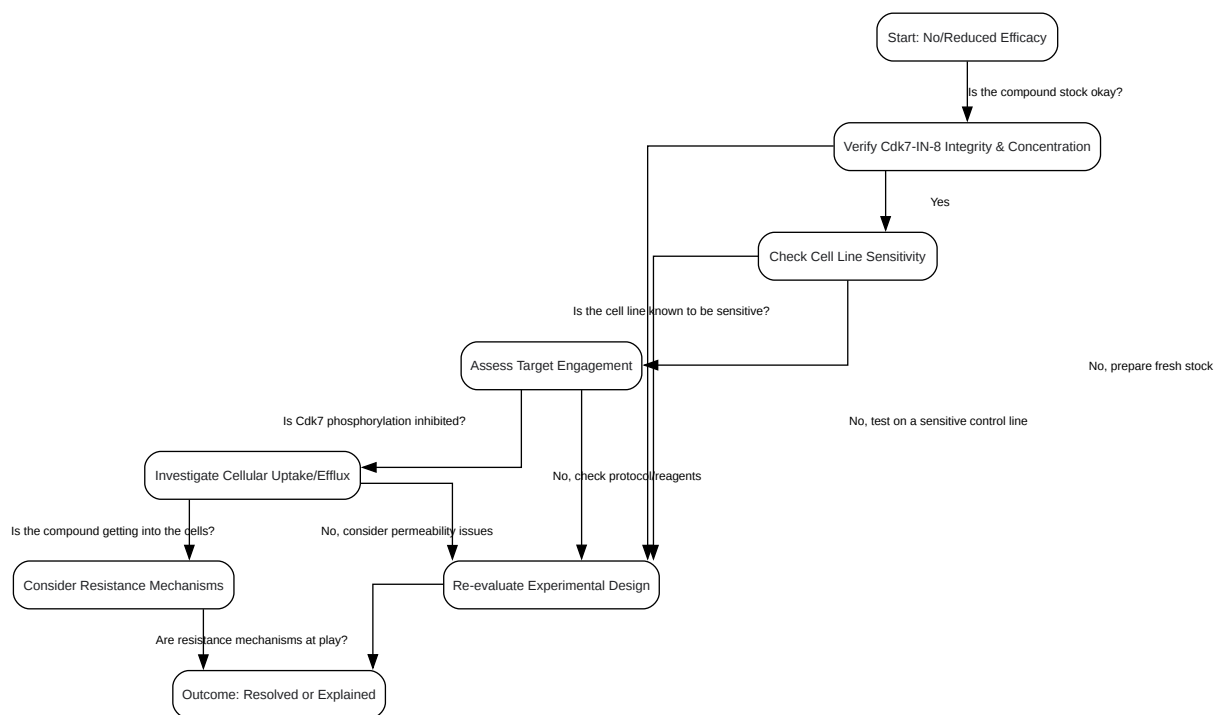 Start: No/Reduced Efficacy
Is the compound stock okay?
Verify Cdk7-IN-8 Integrity & Concentration
Yes
Check Cell Line Sensitivity
Is the cell line known to be sensitive?
Assess Target Engagement
No, prepare fresh stock
Is Cdk7 phosphorylation inhibited?
No, test on a sensitive control line
Investigate Cellular Uptake/Efflux
No, check protocol/reagents
Is the compound getting into the cells?
No, consider permeability issues
Consider Resistance Mechanisms
Re-evaluate Experimental Design
Are resistance mechanisms at play?
Outcome: Resolved or Explained